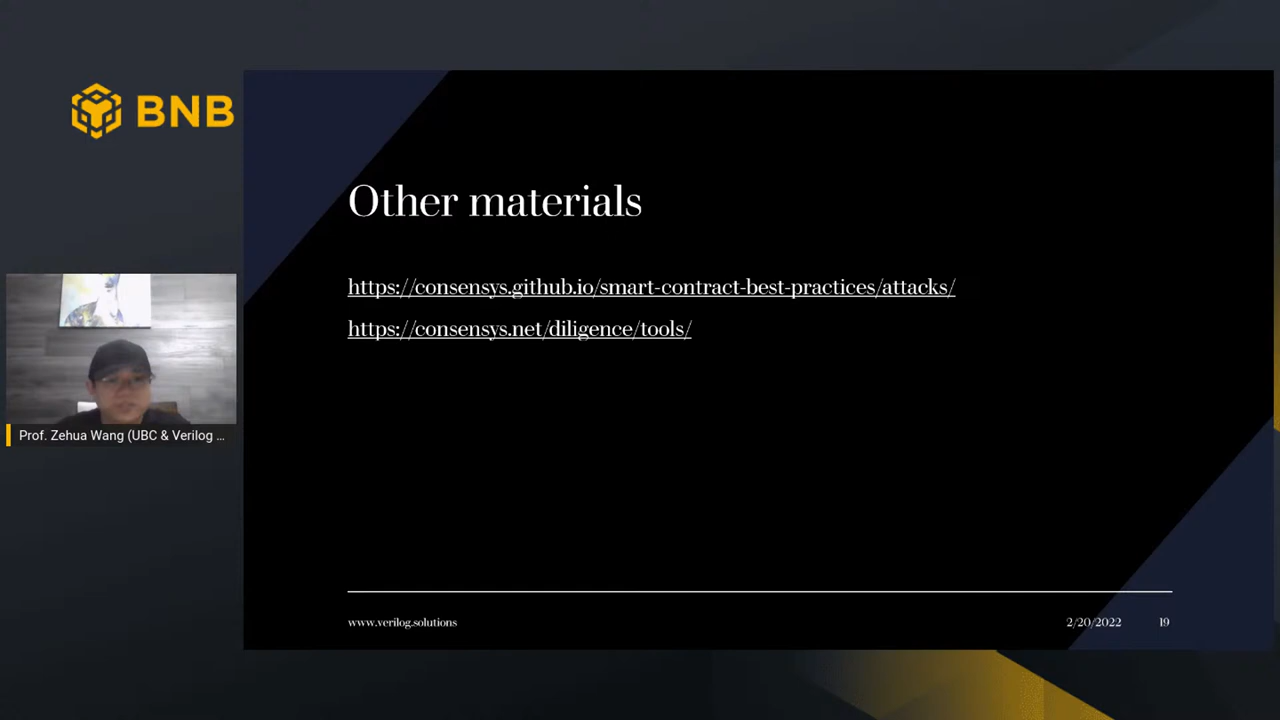 BNB
Other materials
https://consensys.github.io/smart-contract-best-practices/attacks/
https://consensys.net/diligence/tools/
Prof. Zehua Wang (UBC & Verilog ...
www.verilog.solutions
2/20/2022
19